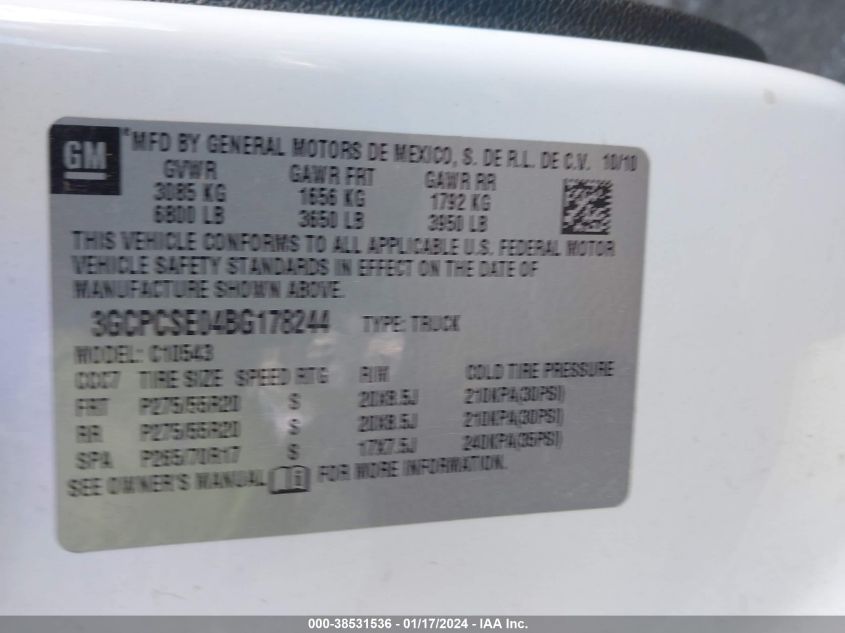 GM
*MFD BY GENERAL MOTORS DE MEXICO, S. DE R.L. DE C.V. 10/10
GVWR GAWR FRT GAWR RR
3085 KG 1656 KG 1792 KG
6800 LB 3650 LB 3950 LB
THIS VEHICLE CONFORMS TO ALL APPLICABLE U.S. FEDERAL MOTOR
VEHICLE SAFETY STANDARDS IN EFFECT ON THE DATE OF
MANUFACTURE SHOWN ABOVE.
3GCPCSE04BG178244 TYPE: TRUCK
MODEL: C10543
CCC7 TIRE SIZE SPEED RTG RIM COLD TIRE PRESSURE
FRT P275/55R20 S 20X8.5J 210KPA(30PSI)
RR P275/55R20 S 20X8.5J 210KPA(30PSI)
SPA P265/70R17 S 17X7.5J 240KPA(35PSI)
SEE OWNER'S MANUAL FOR MORE INFORMATION.
000-38531536 - 01/17/2024 - IAA Inc.